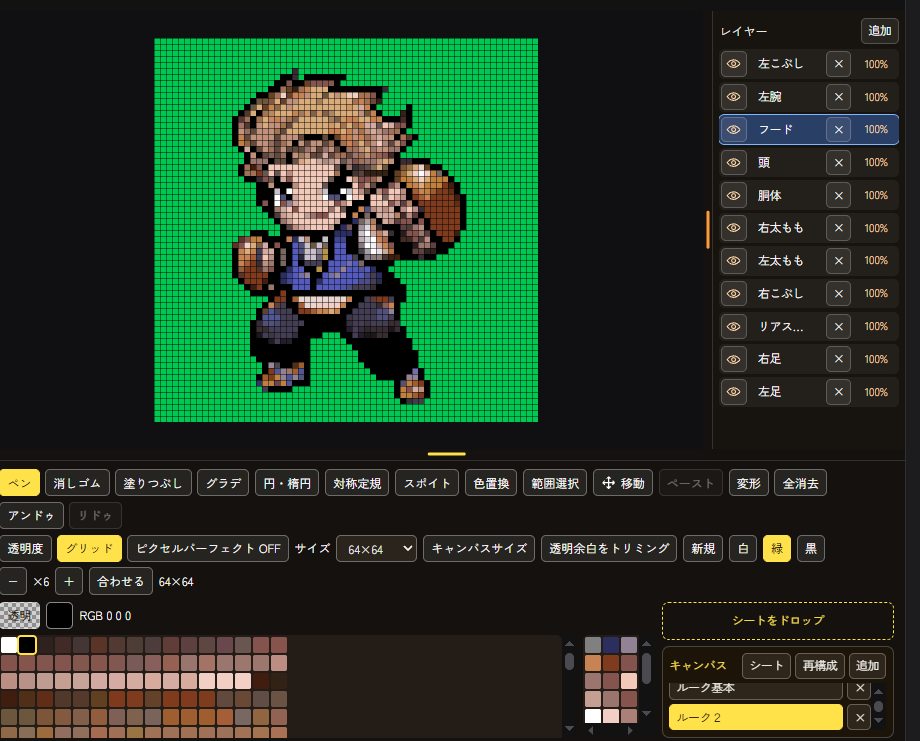 レイヤー 追加
左こぶし × 100%
左腕 × 100%
フード × 100%
頭 × 100%
胴体 × 100%
右太もも × 100%
左太もも × 100%
右こぶし × 100%
リアス... × 100%
右足 × 100%
左足 × 100%
ペン 消しゴム 塗りつぶし グラデ 円・楕円 対称定規 スポイト 色置換 範囲選択 移動 ペースト 変形 全消去
アンドゥ リドゥ
透明度 グリッド ピクセルパーフェクト OFF サイズ 64×64 キャンバスサイズ 透明余白をトリミング 新規 白 緑 黒
− ×6 + 合わせる 64×64
透明 RGB 0 0 0
シートをドロップ
キャンバス シート 再構成 追加
ルーク基本 ×
ルーク２ ×